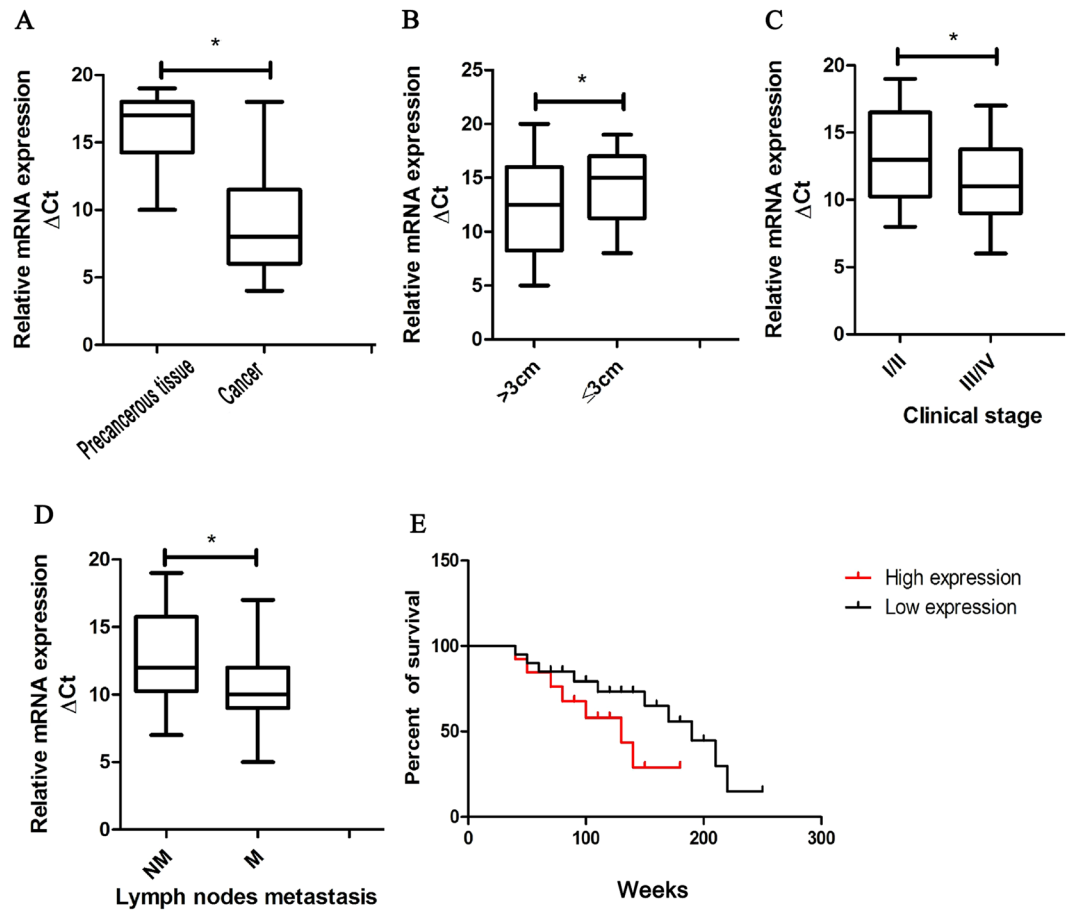 A
Relative mRNA expression
ΔCt
20
15
10
5
0
*
Precancerous tissue
Cancer
B
Relative mRNA expression
ΔCt
25
20
15
10
5
0
*
>3cm
≤3cm
C
Relative mRNA expression
ΔCt
20
15
10
5
0
*
I/II
III/IV
Clinical stage
D
Relative mRNA expression
ΔCt
20
15
10
5
0
*
NM
M
Lymph nodes metastasis
E
Percent of survival
150
100
50
0
0
100
200
300
Weeks
High expression
Low expression